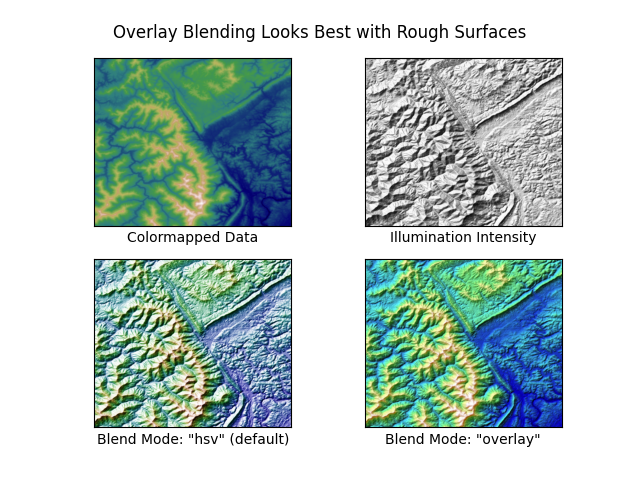 Overlay Blending Looks Best with Rough Surfaces
Colormapped Data
Illumination Intensity
Blend Mode: "hsv" (default)
Blend Mode: "overlay"